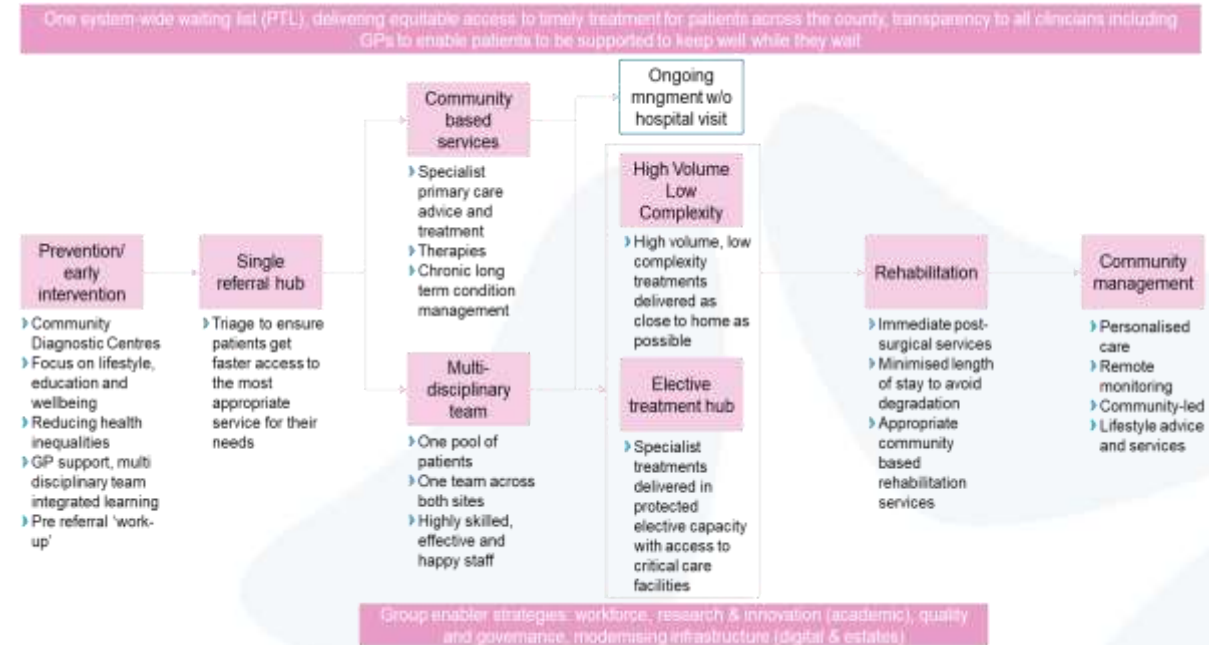 One system-wide waiting list (PTL), delivering equitable access to timely treatment for patients across the county, transparency to all clinicians including
GPs to enable patients to be supported to keep well while they wait
Prevention/
early
intervention
Community
Diagnostic Centres
Focus on lifestyle,
education and
wellbeing
Reducing health
inequalities
GP support, multi
disciplinary team
integrated learning
Pre referral ‘work-
up’
Single
referral hub
Triage to ensure
patients get
faster access to
the most
appropriate
service for their
needs
Community
based
services
Specialist
primary care
advice and
treatment
Therapies
Chronic long
term condition
management
Multi-
disciplinary
team
One pool of
patients
One team across
both sites
Highly skilled,
effective and
happy staff
Ongoing
mngment w/o
hospital visit
High Volume
Low
Complexity
High volume, low
complexity
treatments
delivered as
close to home as
possible
Elective
treatment hub
Specialist
treatments
delivered in
protected
elective capacity
with access to
critical care
facilities
Rehabilitation
Immediate post-
surgical services
Minimised length
of stay to avoid
degradation
Appropriate
community
based
rehabilitation
services
Community
management
Personalised
care
Remote
monitoring
Community-led
Lifestyle advice
and services
Group enabler strategies: workforce, research & innovation (academic), quality
and governance, modernising infrastructure (digital & estates)